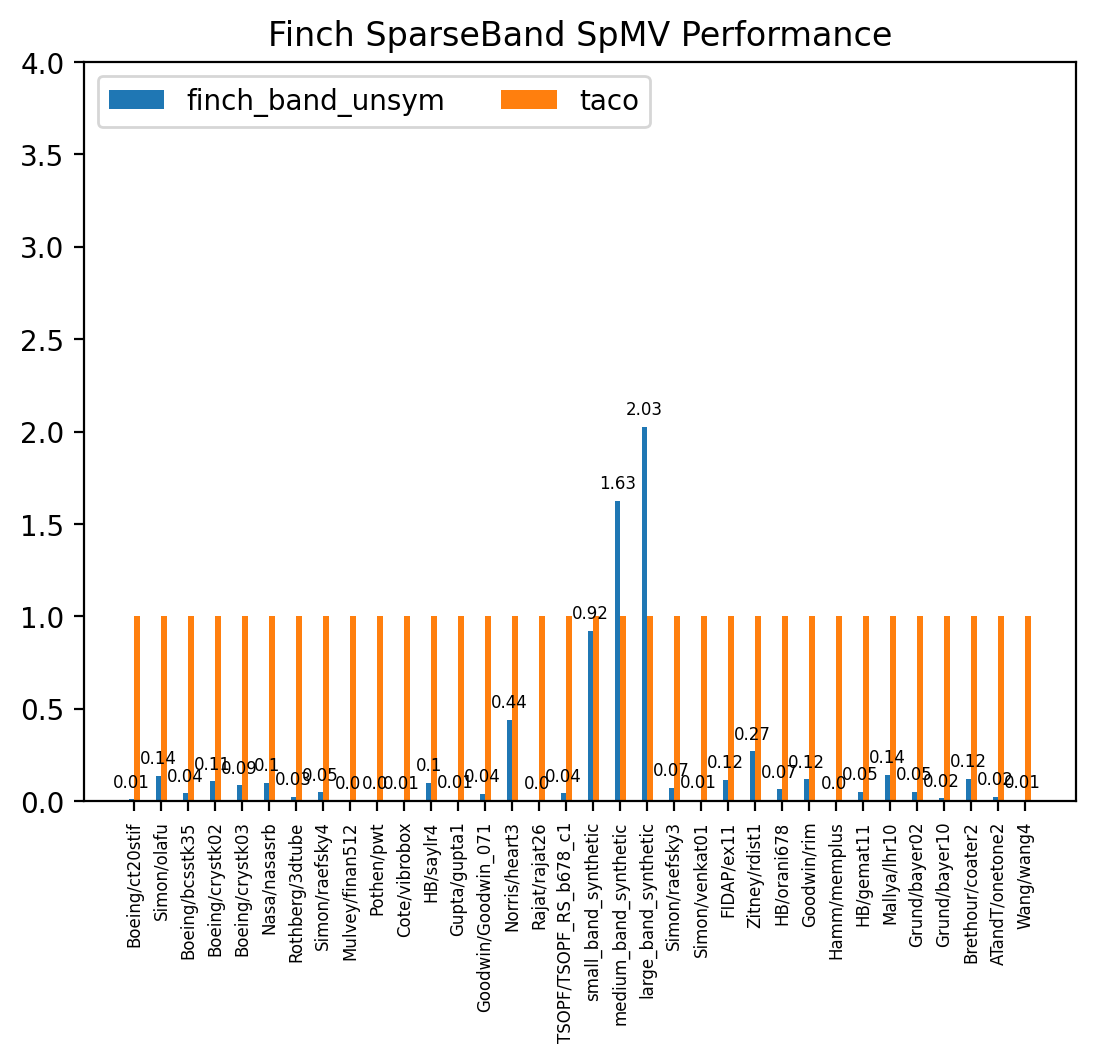 Finch SparseBand SpMV Performance
4.0
3.5
3.0
2.5
2.0
1.5
1.0
0.5
0.0
finch_band_unsym
taco
0.01
0.14
0.04
0.11
0.09
0.1
0.03
0.05
0.0
0.0
0.01
0.1
0.01
0.04
0.44
0.0
0.04
0.92
1.63
2.03
0.07
0.01
0.12
0.27
0.07
0.12
0.0
0.05
0.14
0.05
0.02
0.12
0.02
0.01
Boeing/ct20stif
Simon/olafu
Boeing/bcsstk35
Boeing/crystk02
Boeing/crystk03
Nasa/nasasrb
Rothberg/3dtube
Simon/raefsky4
Mulvey/finan512
Pothen/pwt
Cote/vibrobox
HB/saylr4
Gupta/gupta1
Goodwin/Goodwin_071
Norris/heart3
Rajat/rajat26
TSOPF/TSOPF_RS_b678_c1
small_band_synthetic
medium_band_synthetic
large_band_synthetic
Simon/raefsky3
Simon/venkat01
FIDAP/ex11
Zitney/rdist1
HB/orani678
Goodwin/rim
Hamm/memplus
HB/gemat11
Mallya/lhr10
Grund/bayer02
Grund/bayer10
Brethour/coater2
ATandT/onetone2
Wang/wang4